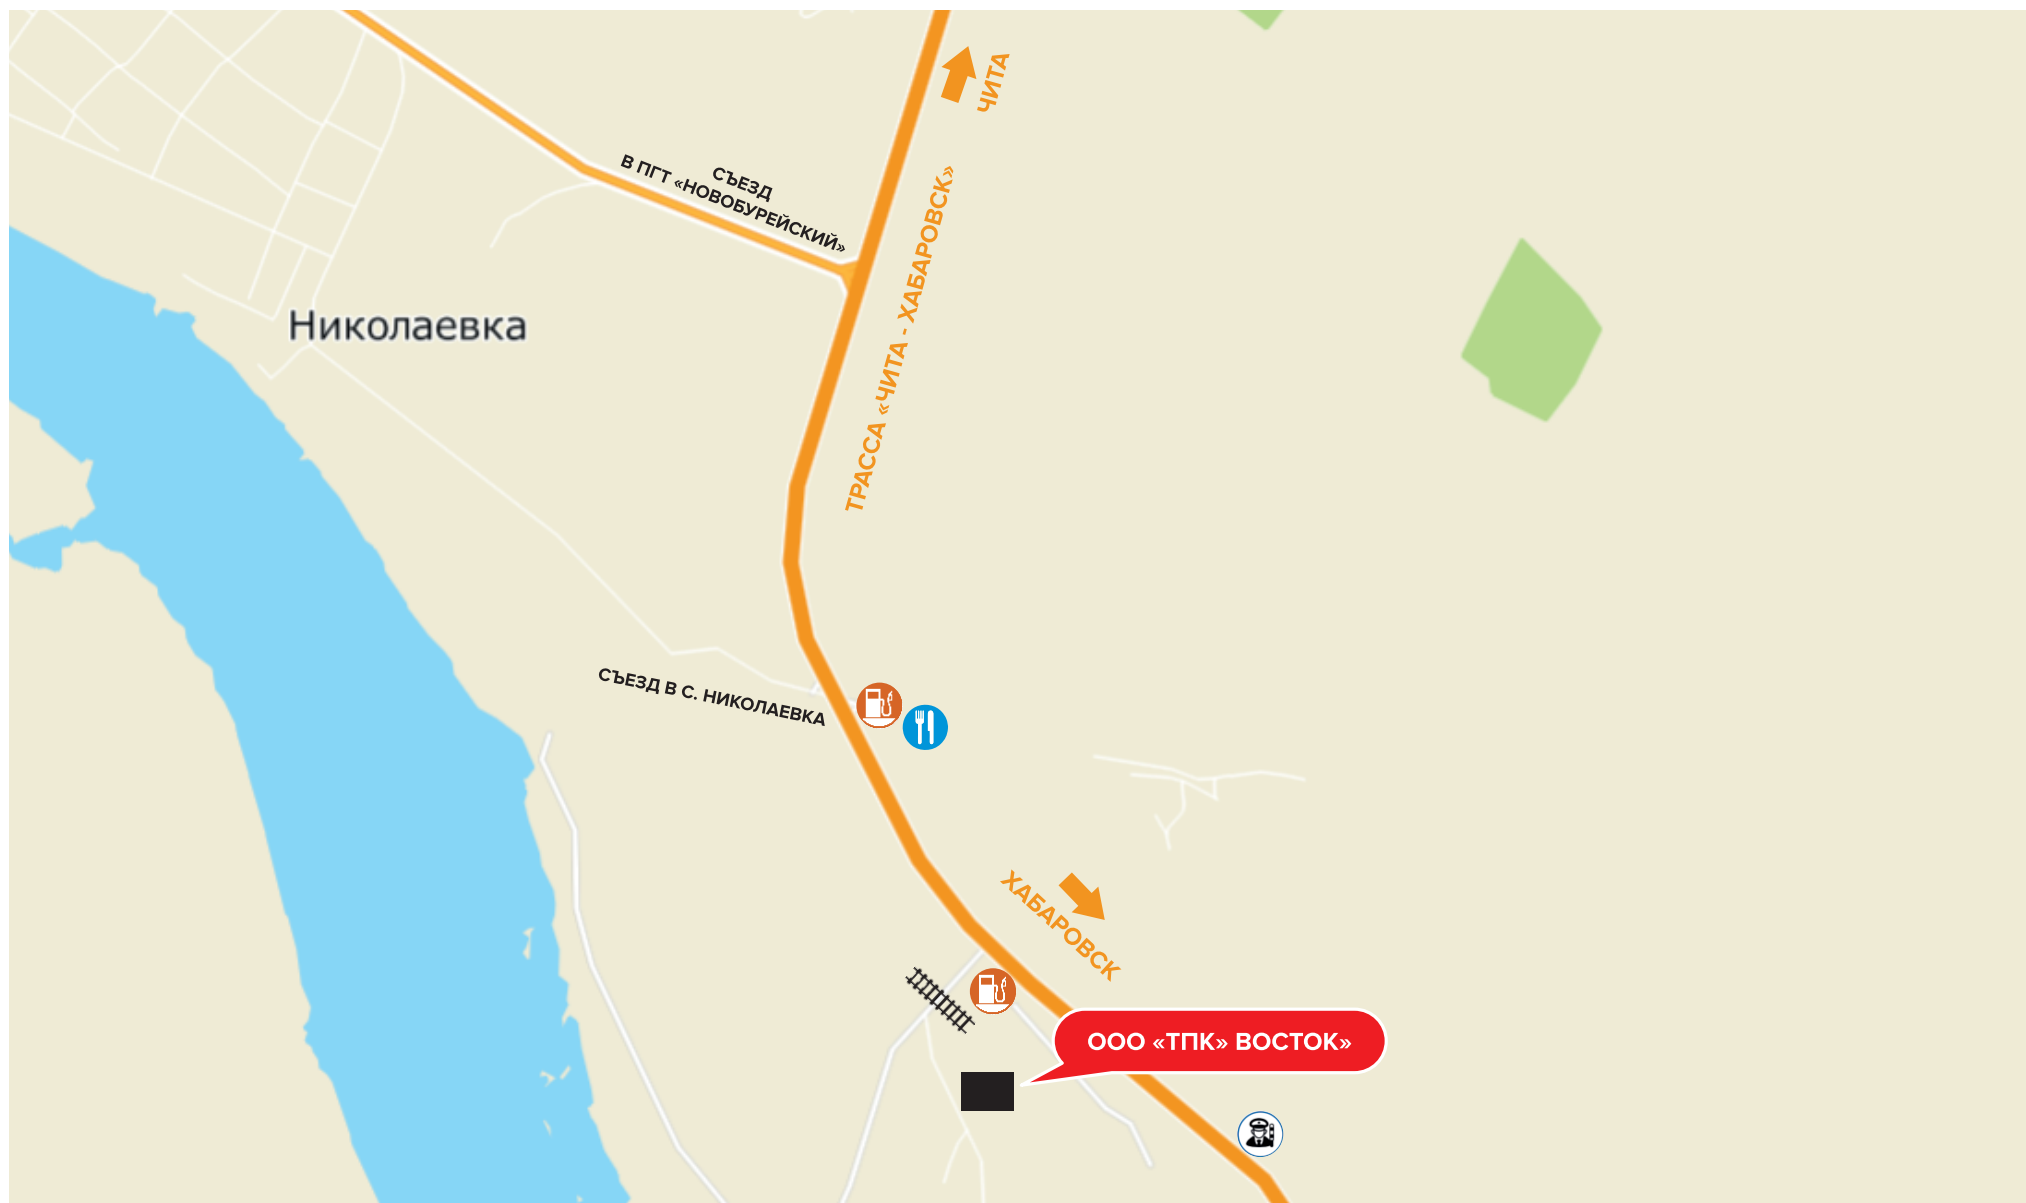 ЧИТА
СЪЕЗД
В ПГТ «НОВОБУРЕЙСКИЙ»
ТРАССА «ЧИТА - ХАБАРОВСК»
Николаевка
СЪЕЗД В С. НИКОЛАЕВКА
ХАБАРОВСК
ООО «ТПК» ВОСТОК»